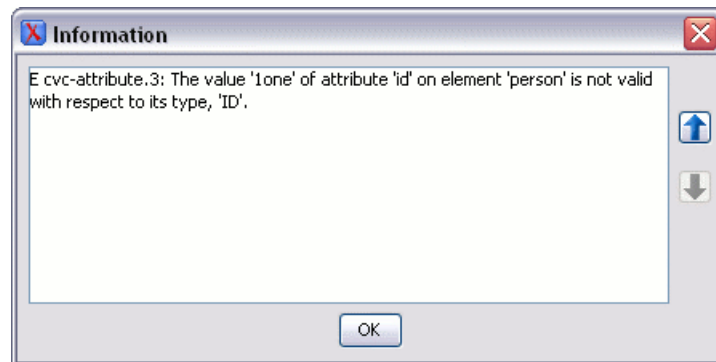 Information
E cvc-attribute.3: The value '1one' of attribute 'id' on element 'person' is not valid
with respect to its type, 'ID'.
OK